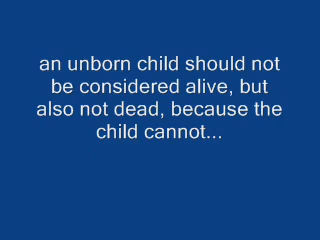 an unborn child should not
be considered alive, but
also not dead, because the
child cannot...